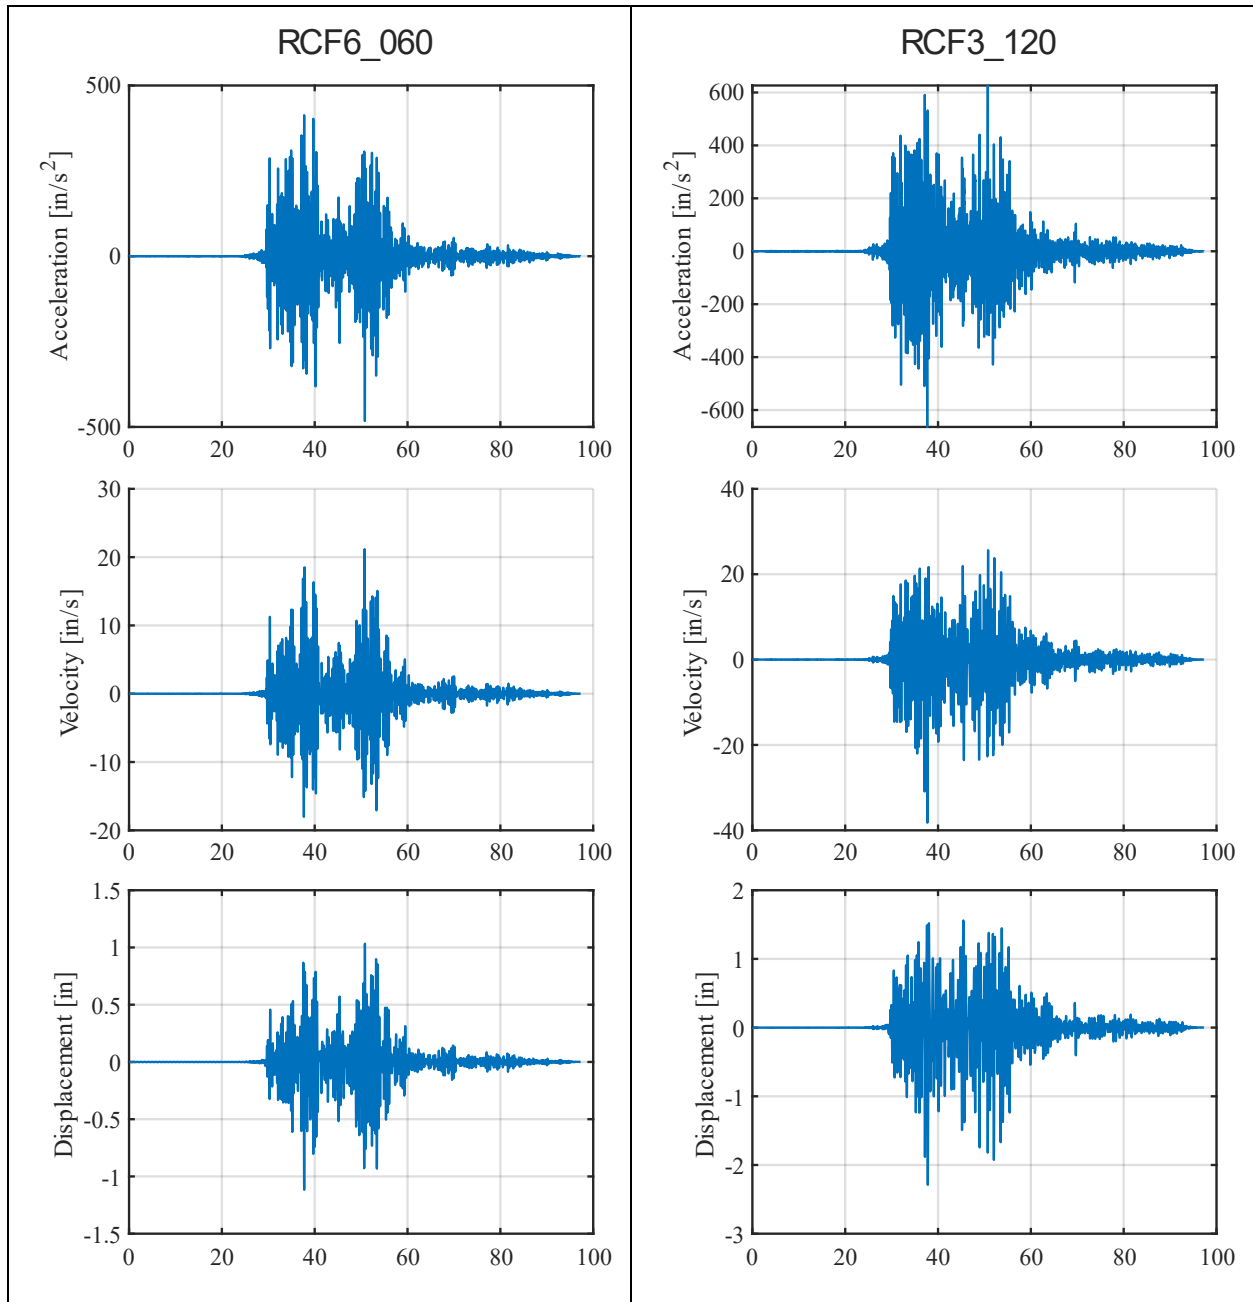 RCF6_060
500
0
-500
Acceleration [in/s²]
0 20 40 60 80 100
30
20
10
0
-10
-20
Velocity [in/s]
0 20 40 60 80 100
1.5
1
0.5
0
-0.5
-1
-1.5
Displacement [in]
0 20 40 60 80 100
RCF3_120
600
400
200
0
-200
-400
-600
Acceleration [in/s²]
0 20 40 60 80 100
40
20
0
-20
-40
Velocity [in/s]
0 20 40 60 80 100
2
1
0
-1
-2
-3
Displacement [in]
0 20 40 60 80 100